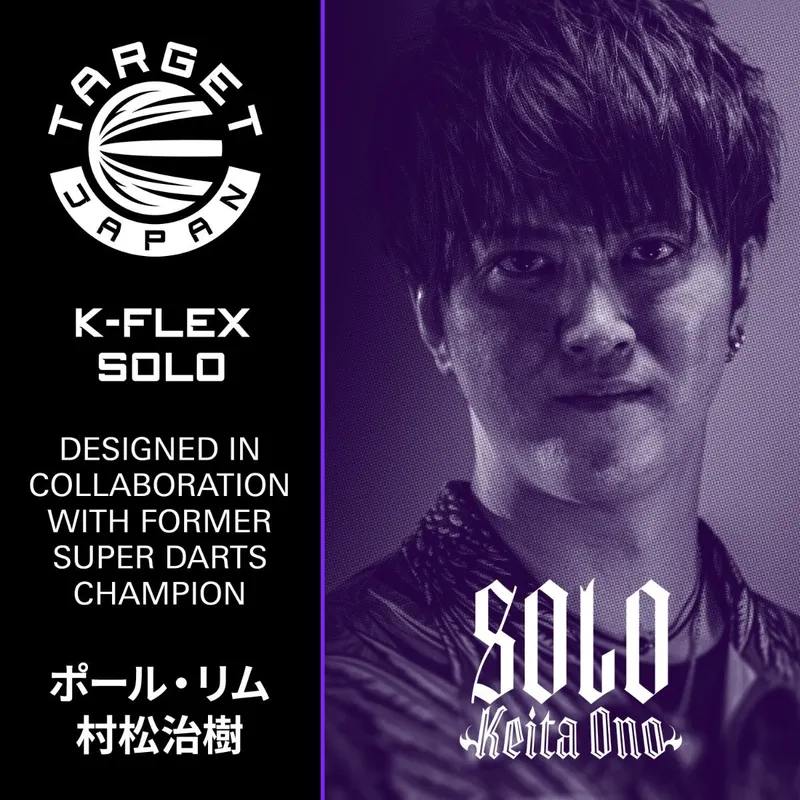 TARGET
JAPAN
K-FLEX
SOLO
DESIGNED IN
COLLABORATION
WITH FORMER
SUPER DARTS
CHAMPION
ポール・リム
村松治樹
SOLO
Keita Ono